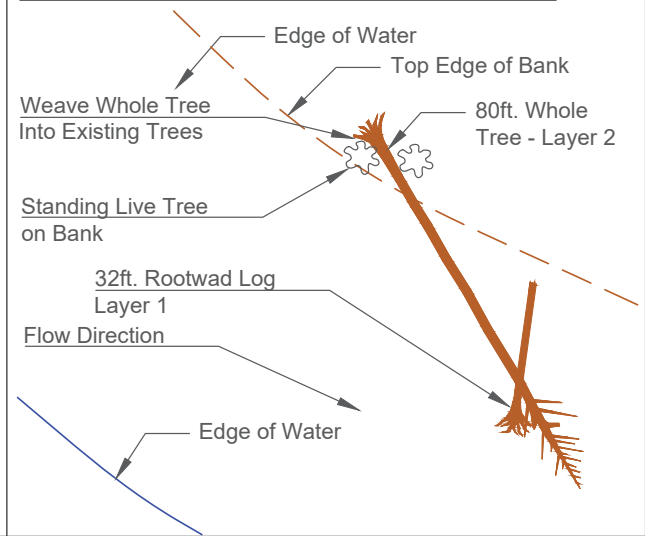 Edge of Water
Top Edge of Bank
Weave Whole Tree
Into Existing Trees
80ft. Whole
Tree - Layer 2
Standing Live Tree
on Bank
32ft. Rootwad Log
Layer 1
Flow Direction
Edge of Water